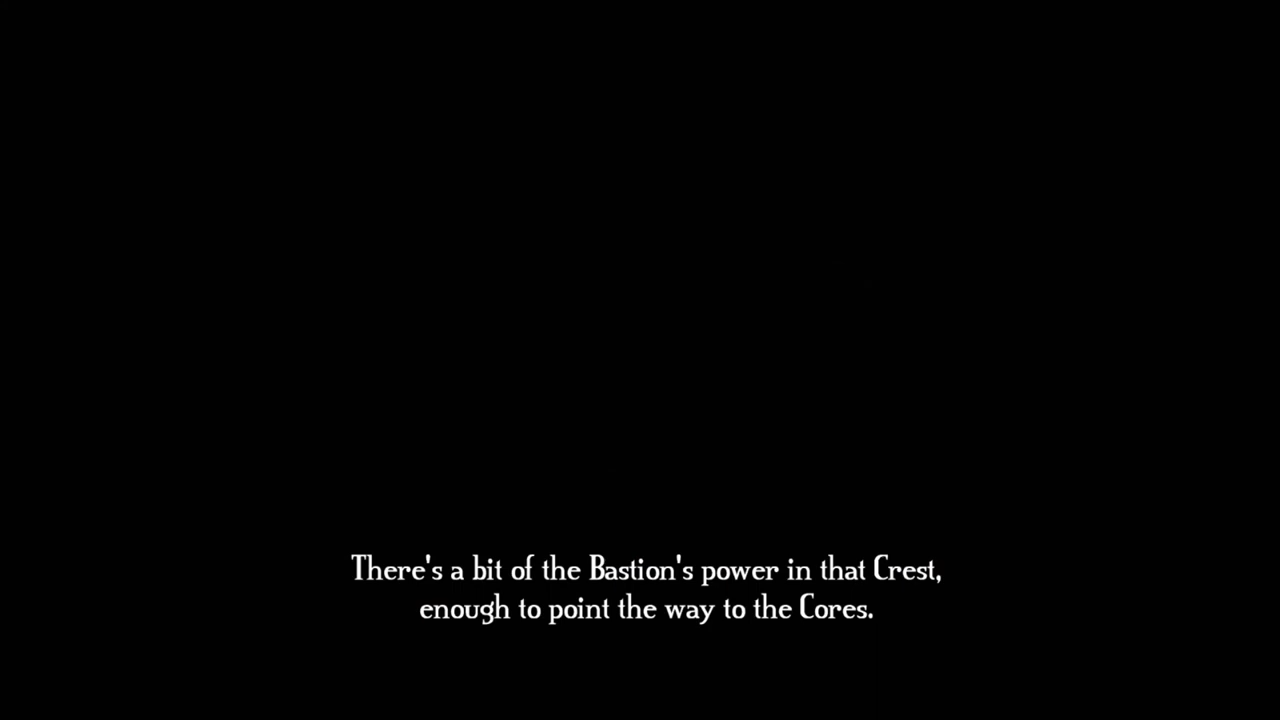 There's a bit of the Bastion's power in that Crest,
enough to point the way to the Cores.